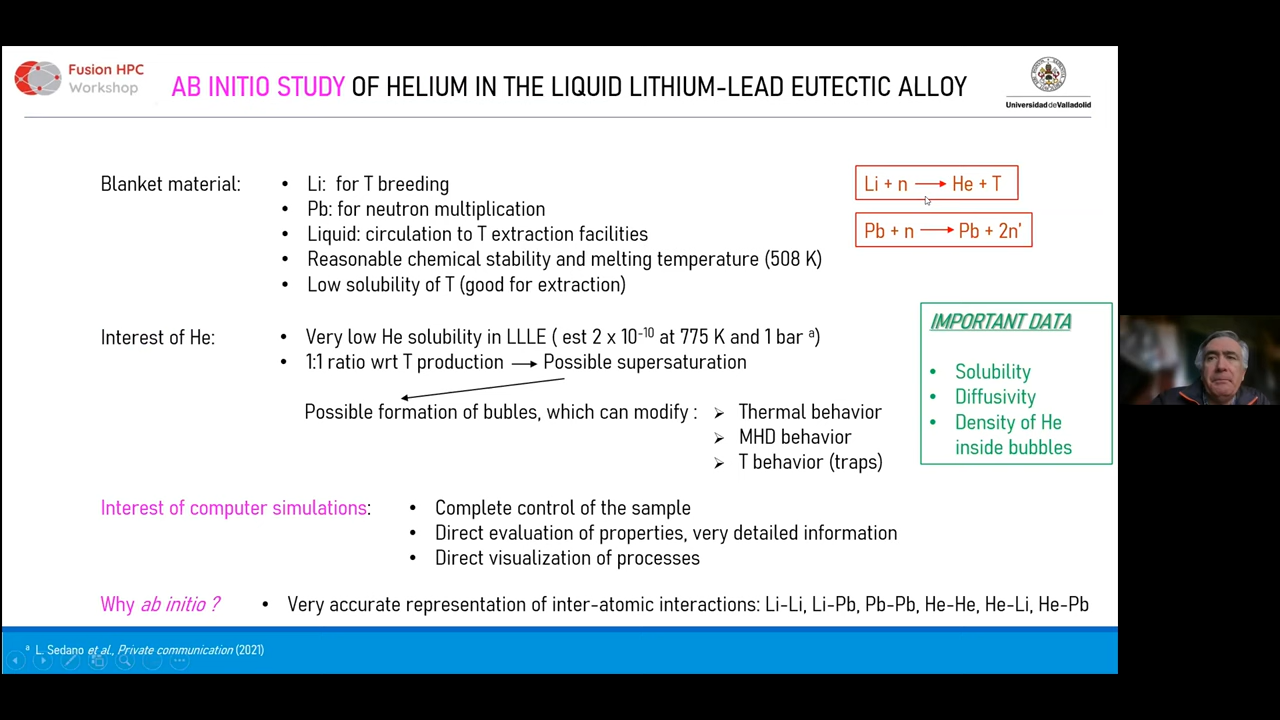 Fusion HPC
Workshop
AB INITIO STUDY OF HELIUM IN THE LIQUID LITHIUM-LEAD EUTECTIC ALLOY
Universidad de Valladolid
Blanket material:
• Li: for T breeding
• Pb: for neutron multiplication
• Liquid: circulation to T extraction facilities
• Reasonable chemical stability and melting temperature (508 K)
• Low solubility of T (good for extraction)
Li + n ⟶ He + T
Pb + n ⟶ Pb + 2n'
Interest of He:
• Very low He solubility in LLLE ( est 2 x 10⁻¹⁰ at 775 K and 1 bar ᵃ)
• 1:1 ratio wrt T production ⟶ Possible supersaturation
Possible formation of bubles, which can modify :
➢ Thermal behavior
➢ MHD behavior
➢ T behavior (traps)
IMPORTANT DATA
• Solubility
• Diffusivity
• Density of He
inside bubbles
Interest of computer simulations:
• Complete control of the sample
• Direct evaluation of properties, very detailed information
• Direct visualization of processes
Why ab initio ?
• Very accurate representation of inter-atomic interactions: Li-Li, Li-Pb, Pb-Pb, He-He, He-Li, He-Pb
ᵃ L. Sedano et al., Private communication (2021)